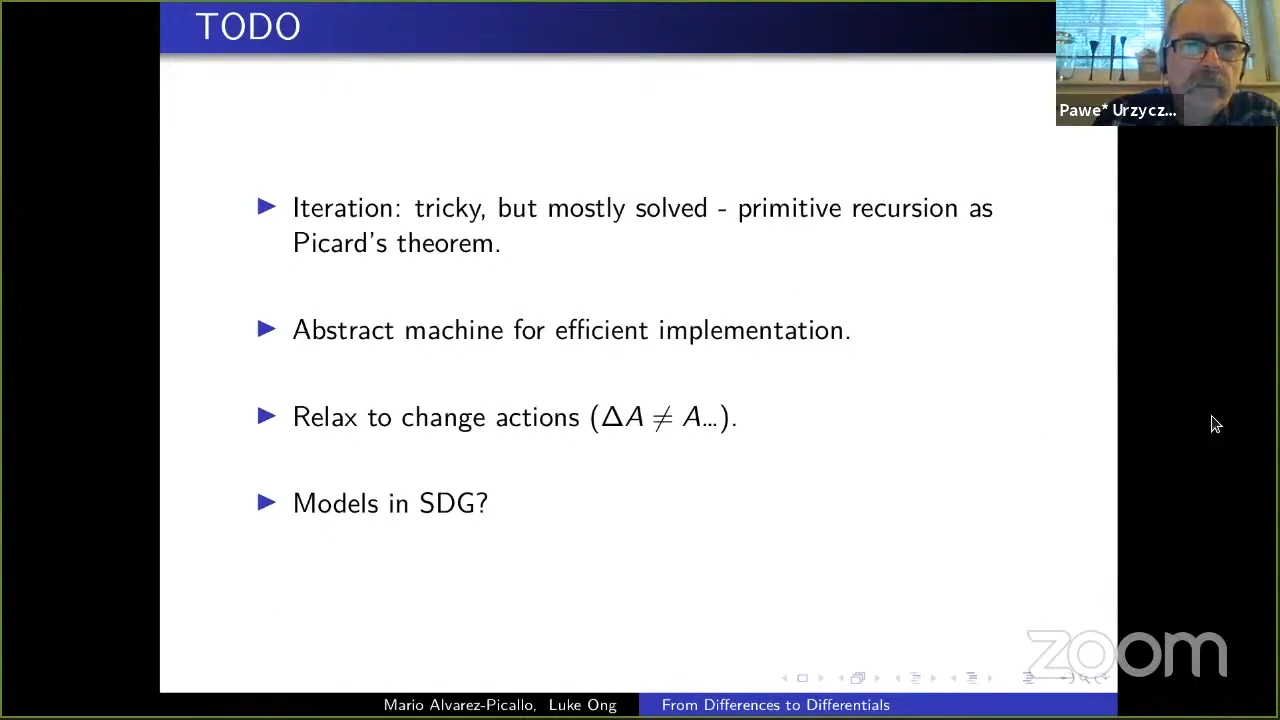 TODO
Pawe* Urzycz...
Iteration: tricky, but mostly solved - primitive recursion as
Picard's theorem.
Abstract machine for efficient implementation.
Relax to change actions (ΔA ≠ A...).
Models in SDG?
zoom
Mario Alvarez-Picallo, Luke Ong
From Differences to Differentials